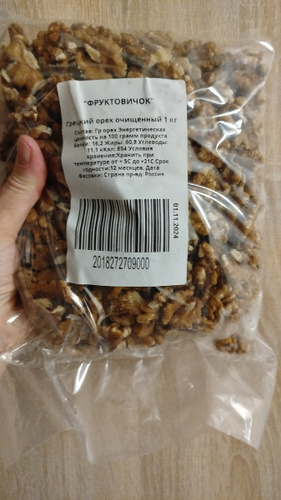 "ФРУКТОВИЧОК"
Грецкий орех очищенный 1 кг
Состав: Гр орех Энергетическая
ценность на 100 грамм продукта
Белки: 16,2 Жиры: 60,8 Углеводы:
11,1 кКал: 654 Условия
хранения:Хранить при
температуре от - 5С до +21С Срок
годности:12 месяцев. Дата
Фасовки: Страна пр-вд: Россия
01.11.2024
2018272709000